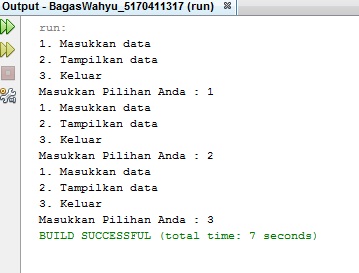 Output - BagasWahyu_5170411317 (run)
run:
1. Masukkan data
2. Tampilkan data
3. Keluar
Masukkan Pilihan Anda : 1
1. Masukkan data
2. Tampilkan data
3. Keluar
Masukkan Pilihan Anda : 2
1. Masukkan data
2. Tampilkan data
3. Keluar
Masukkan Pilihan Anda : 3
BUILD SUCCESSFUL (total time: 7 seconds)